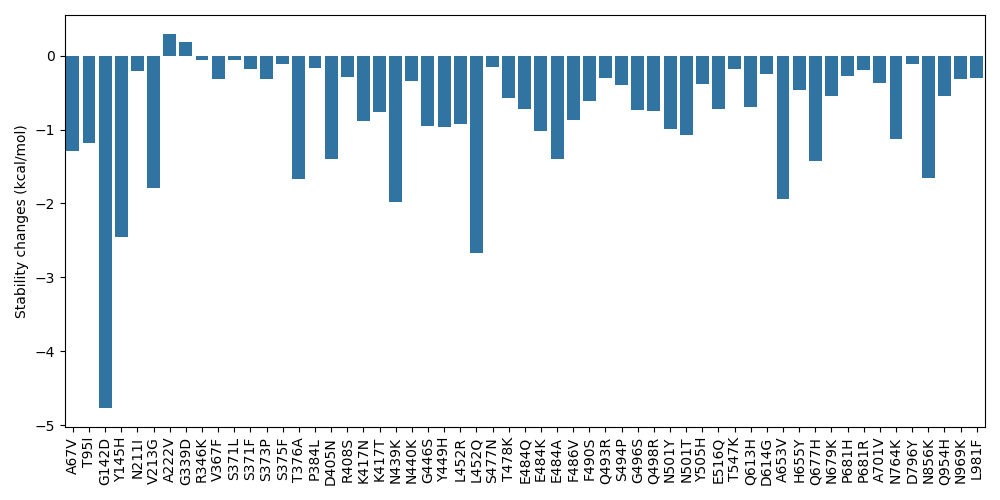 Stability changes (kcal/mol)
0
−1
−2
−3
−4
−5
A67V
T95I
G142D
Y145H
N211I
V213G
A222V
G339D
R346K
V367F
S371L
S371F
S373P
S375F
T376A
P384L
D405N
R408S
K417N
K417T
N439K
N440K
G446S
Y449H
L452R
L452Q
S477N
T478K
E484Q
E484K
E484A
F486V
F490S
Q493R
S494P
G496S
Q498R
N501Y
N501T
Y505H
E516Q
T547K
Q613H
D614G
A653V
H655Y
Q677H
N679K
P681H
P681R
A701V
N764K
D796Y
N856K
Q954H
N969K
L981F